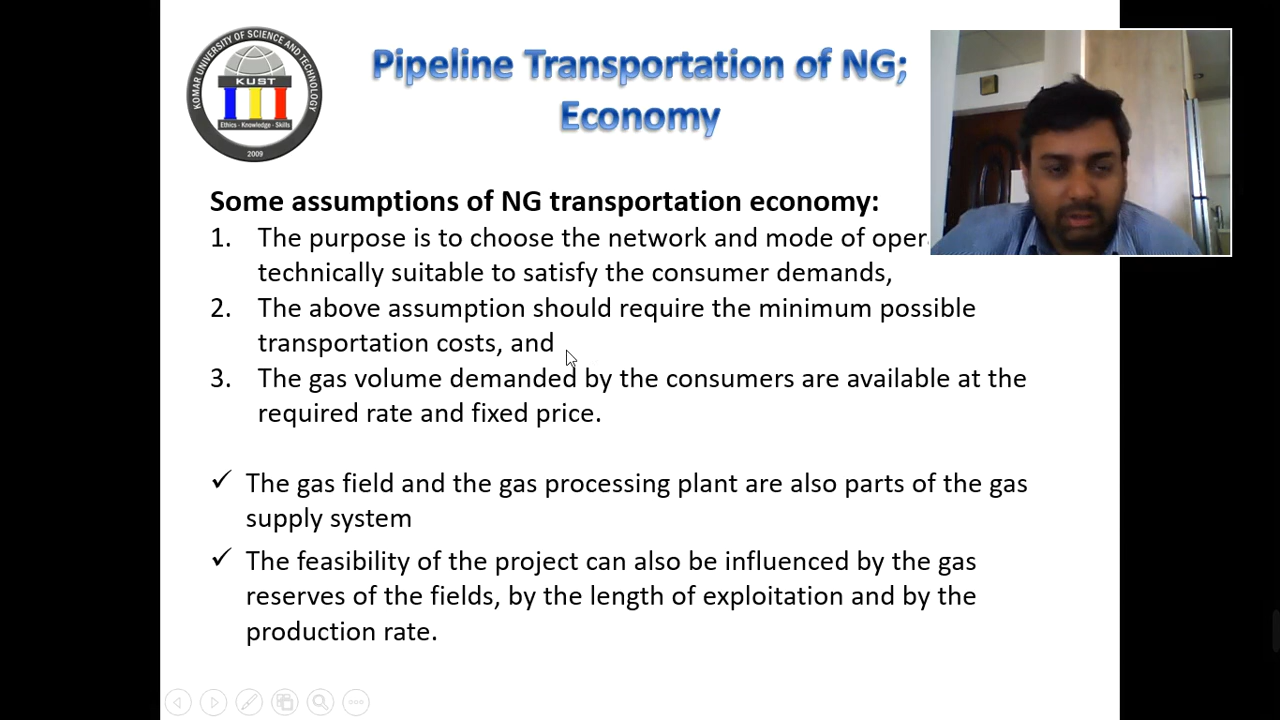 KOMAR UNIVERSITY OF SCIENCE AND TECHNOLOGY
KUST
Ethics - Knowledge - Skills
2009
Pipeline Transportation of NG;
Economy
Some assumptions of NG transportation economy:
1. The purpose is to choose the network and mode of oper
technically suitable to satisfy the consumer demands,
2. The above assumption should require the minimum possible
transportation costs, and
3. The gas volume demanded by the consumers are available at the
required rate and fixed price.
✓ The gas field and the gas processing plant are also parts of the gas
supply system
✓ The feasibility of the project can also be influenced by the gas
reserves of the fields, by the length of exploitation and by the
production rate.